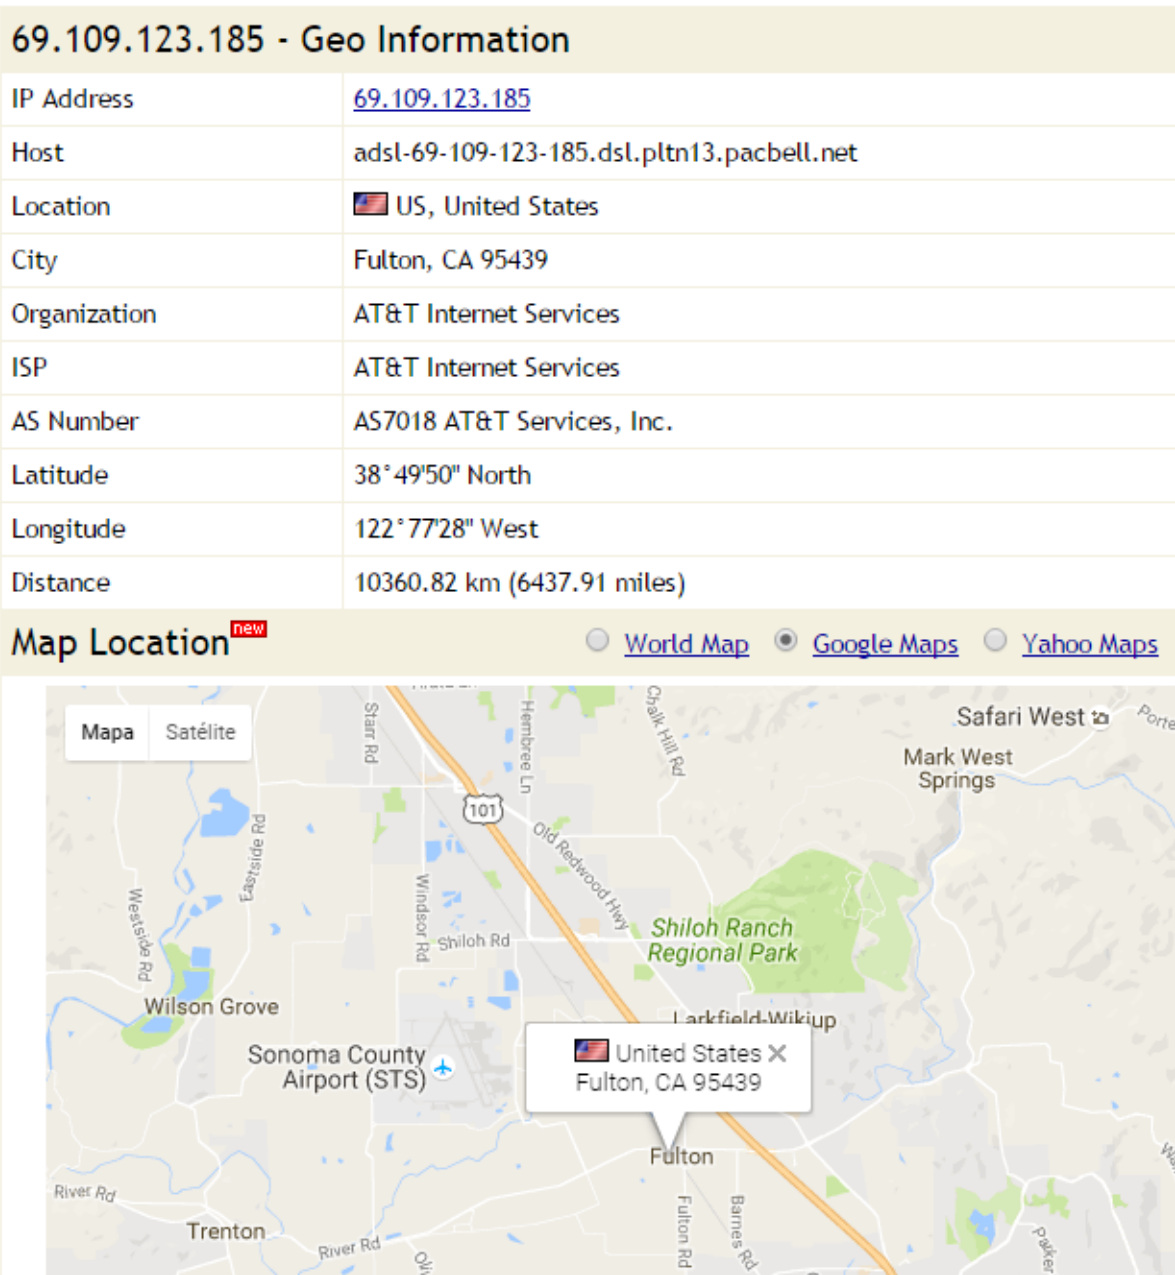 69.109.123.185 - Geo Information
IP Address 69.109.123.185
Host adsl-69-109-123-185.dsl.pltn13.pacbell.net
Location US, United States
City Fulton, CA 95439
Organization AT&T Internet Services
ISP AT&T Internet Services
AS Number AS7018 AT&T Services, Inc.
Latitude 38°49'50" North
Longitude 122°77'28" West
Distance 10360.82 km (6437.91 miles)
Map Location new World Map Google Maps Yahoo Maps
Mapa Satélite
Starr Rd
Hembree Ln
Chalk Hill Rd
Safari West
Mark West
Springs
101
Old Redwood Hwy
Eastside Rd
Westside Rd
Windsor Rd
Shiloh Rd
Shiloh Ranch
Regional Park
Wilson Grove
Larkfield-Wikiup
Sonoma County
Airport (STS)
United States
Fulton, CA 95439
Fulton
River Rd
Trenton
River Rd
Fulton Rd
Barnes Rd
Parker